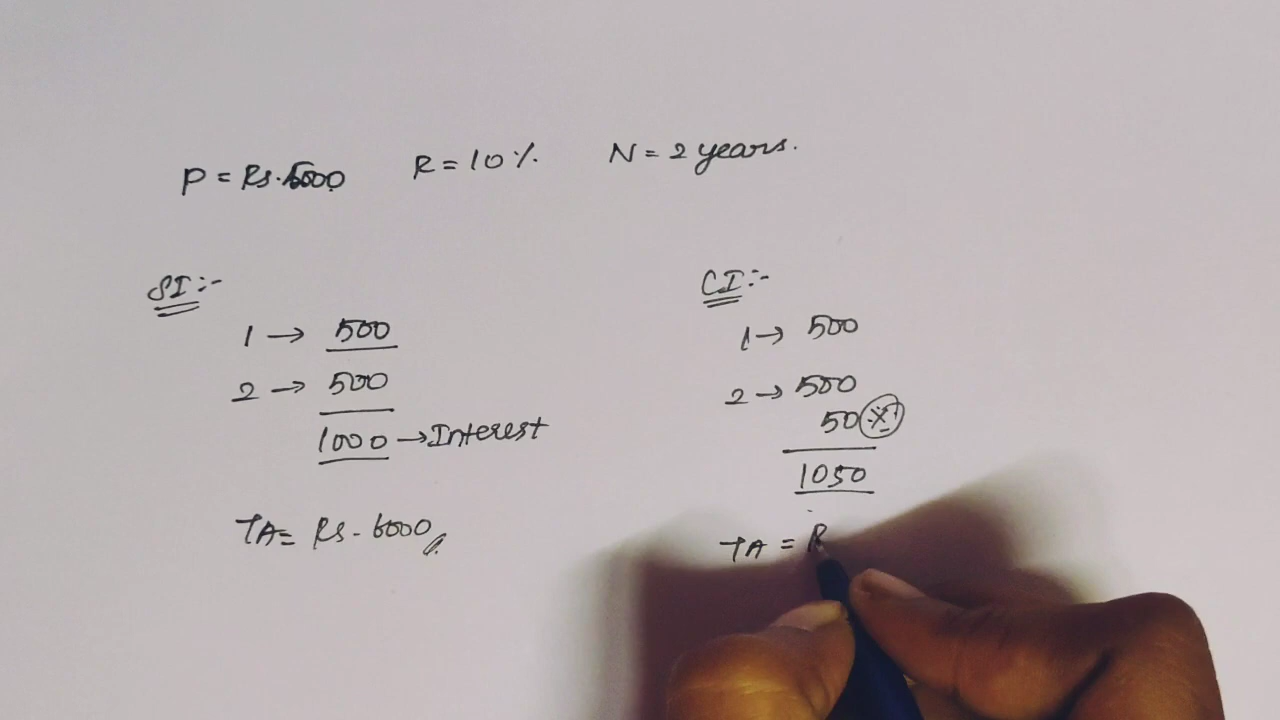 P = Rs.5000 R = 10% N = 2 years.
SI:-
1 → 500
2 → 500
1000 → Interest
TA = Rs. 6000
CI:-
1 → 500
2 → 500
50
1050
TA = R